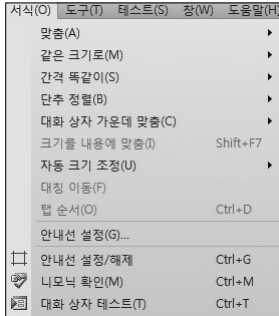 서식(O) 도구(T) 테스트(S) 창(W) 도움말(H)
맞춤(A)
같은 크기로(M)
간격 똑같이(S)
단추 정렬(B)
대화 상자 가운데 맞춤(C)
크기를 내용에 맞춤(I) Shift+F7
자동 크기 조정(U)
대칭 이동(F)
탭 순서(O) Ctrl+D
안내선 설정(G)...
안내선 설정/해제 Ctrl+G
니모닉 확인(M) Ctrl+M
대화 상자 테스트(T) Ctrl+T